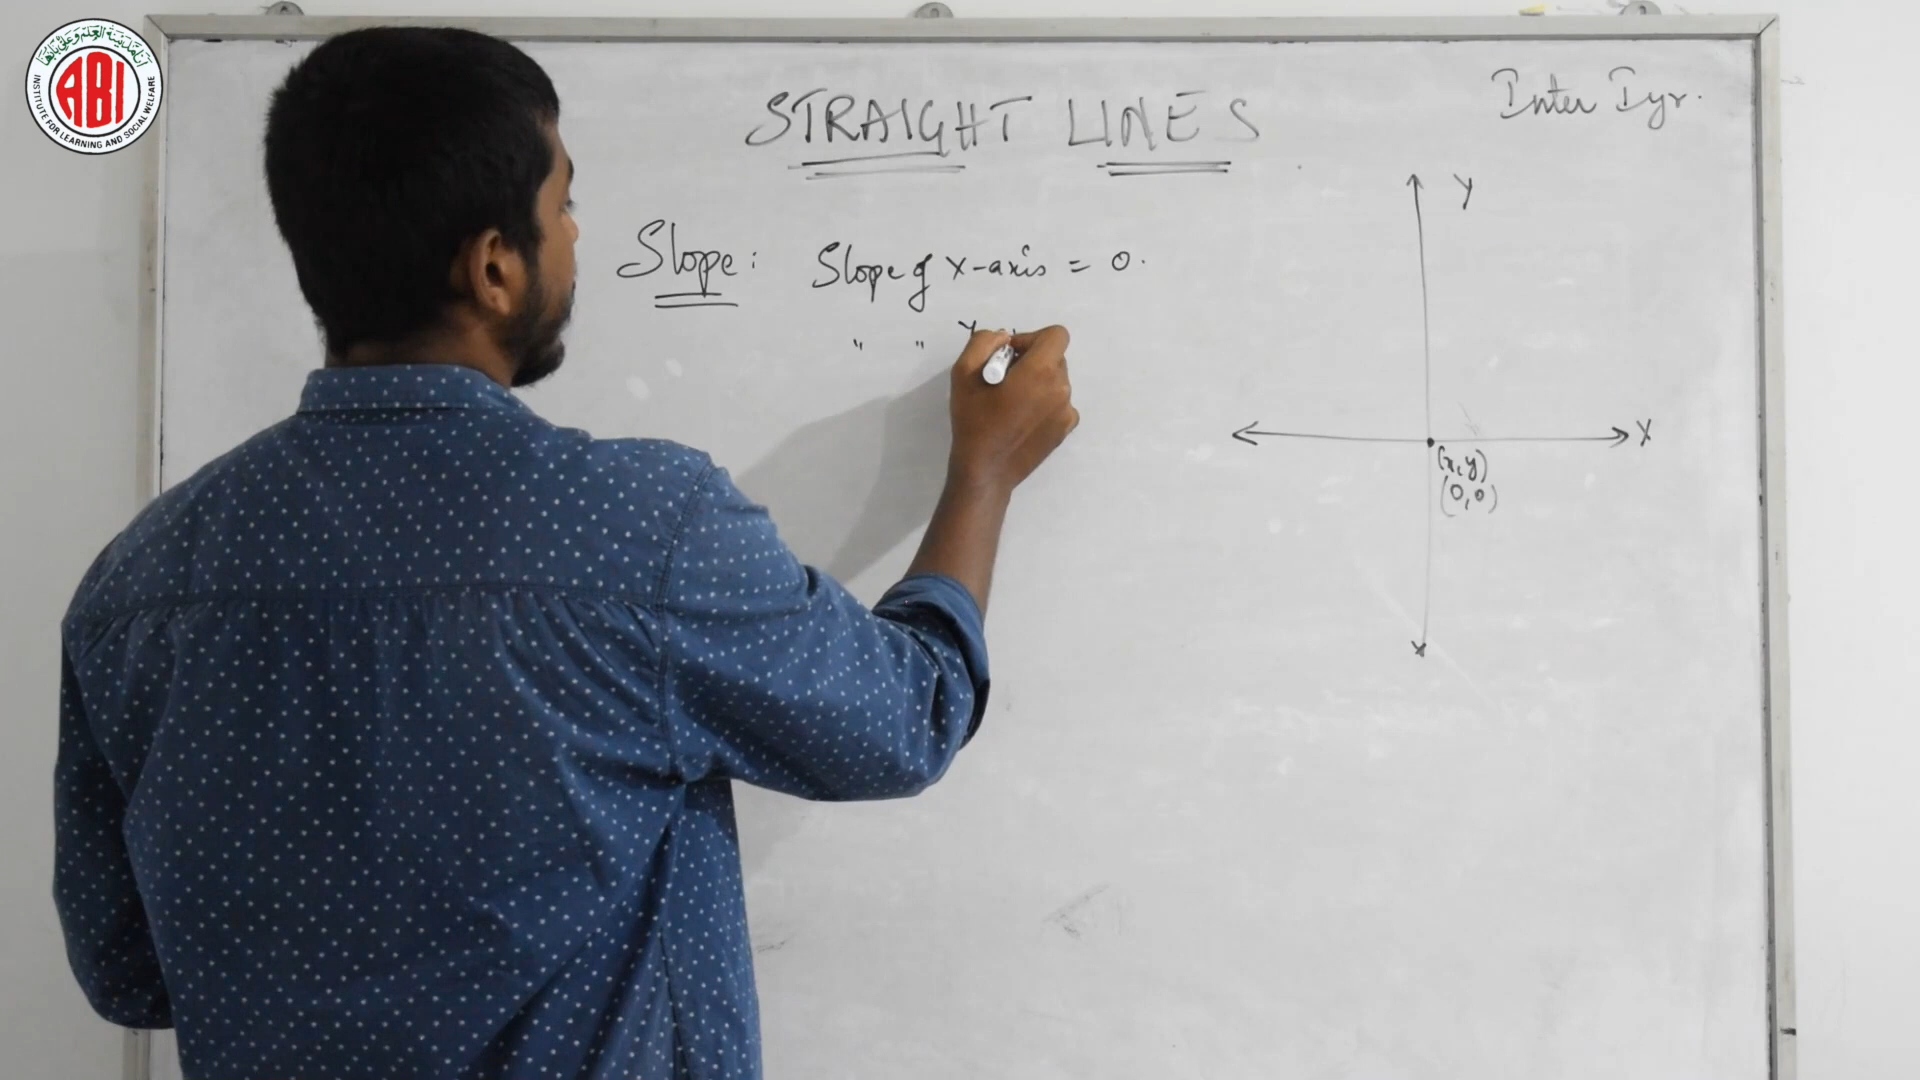 ABI
INSTITUTE FOR LEARNING AND SOCIAL WELFARE
STRAIGHT LINES
Inter Iyr.
Slope: Slope of X-axis = 0.
" " Y
Y
X
(x, y)
(0,0)